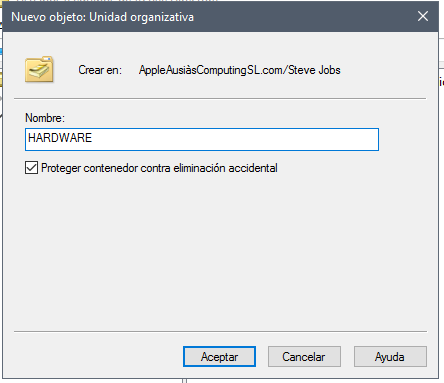 Nuevo objeto: Unidad organizativa
Crear en: AppleAusiàsComputingSL.com/Steve Jobs
Nombre:
HARDWARE
Proteger contenedor contra eliminación accidental
Aceptar Cancelar Ayuda